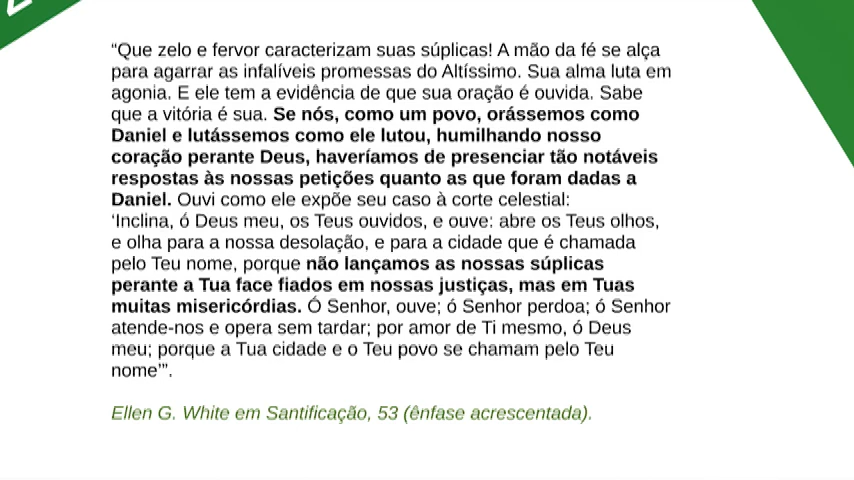 “Que zelo e fervor caracterizam suas súplicas! A mão da fé se alça
para agarrar as infalíveis promessas do Altíssimo. Sua alma luta em
agonia. E ele tem a evidência de que sua oração é ouvida. Sabe
que a vitória é sua. Se nós, como um povo, orássemos como
Daniel e lutássemos como ele lutou, humilhando nosso
coração perante Deus, haveríamos de presenciar tão notáveis
respostas às nossas petições quanto as que foram dadas a
Daniel. Ouvi como ele expõe seu caso à corte celestial:
‘Inclina, ó Deus meu, os Teus ouvidos, e ouve: abre os Teus olhos,
e olha para a nossa desolação, e para a cidade que é chamada
pelo Teu nome, porque não lançamos as nossas súplicas
perante a Tua face fiados em nossas justiças, mas em Tuas
muitas misericórdias. Ó Senhor, ouve; ó Senhor perdoa; ó Senhor
atende-nos e opera sem tardar; por amor de Ti mesmo, ó Deus
meu; porque a Tua cidade e o Teu povo se chamam pelo Teu
nome’”.
Ellen G. White em Santificação, 53 (ênfase acrescentada).